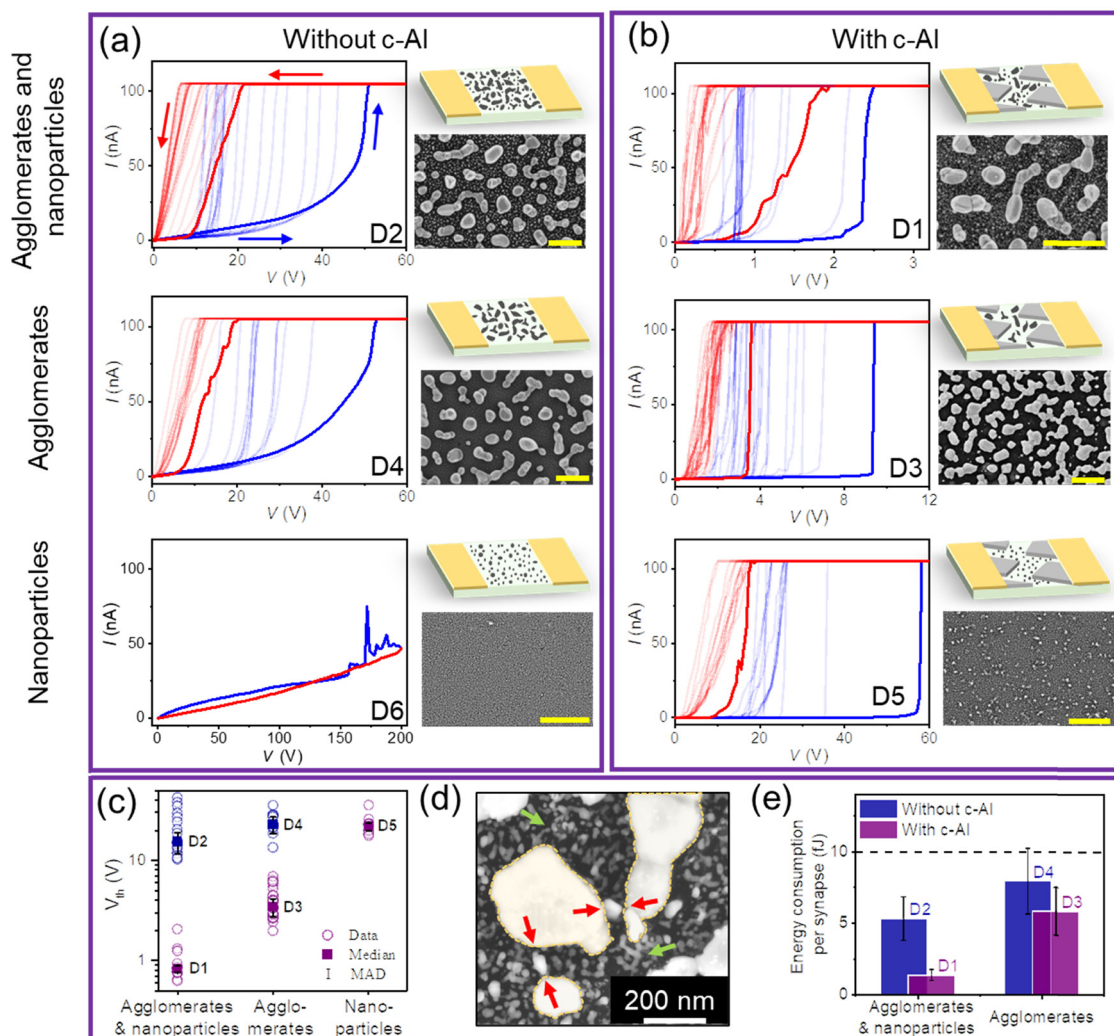 (a)
Without c-Al
(b)
With c-Al
Agglomerates and
nanoparticles
100
50
0
I (nA)
0
20
40
60
V (V)
D2
100
50
0
I (nA)
0
1
2
3
V (V)
D1
Agglomerates
100
50
0
I (nA)
0
20
40
60
V (V)
D4
100
50
0
I (nA)
0
4
8
12
V (V)
D3
Nanoparticles
100
50
0
I (nA)
0
50
100
150
200
V (V)
D6
100
50
0
I (nA)
0
20
40
60
V (V)
D5
(c)
Vth (V)
10
1
D2
D4
D5
D3
D1
Data
Median
I MAD
Agglomerates
& nanoparticles
Agglo-
merates
Nano-
particles
(d)
200 nm
(e)
Energy consumption
per synapse (fJ)
10
5
0
Without c-Al
With c-Al
D2
D1
D4
D3
Agglomerates
& nanoparticles
Agglomerates